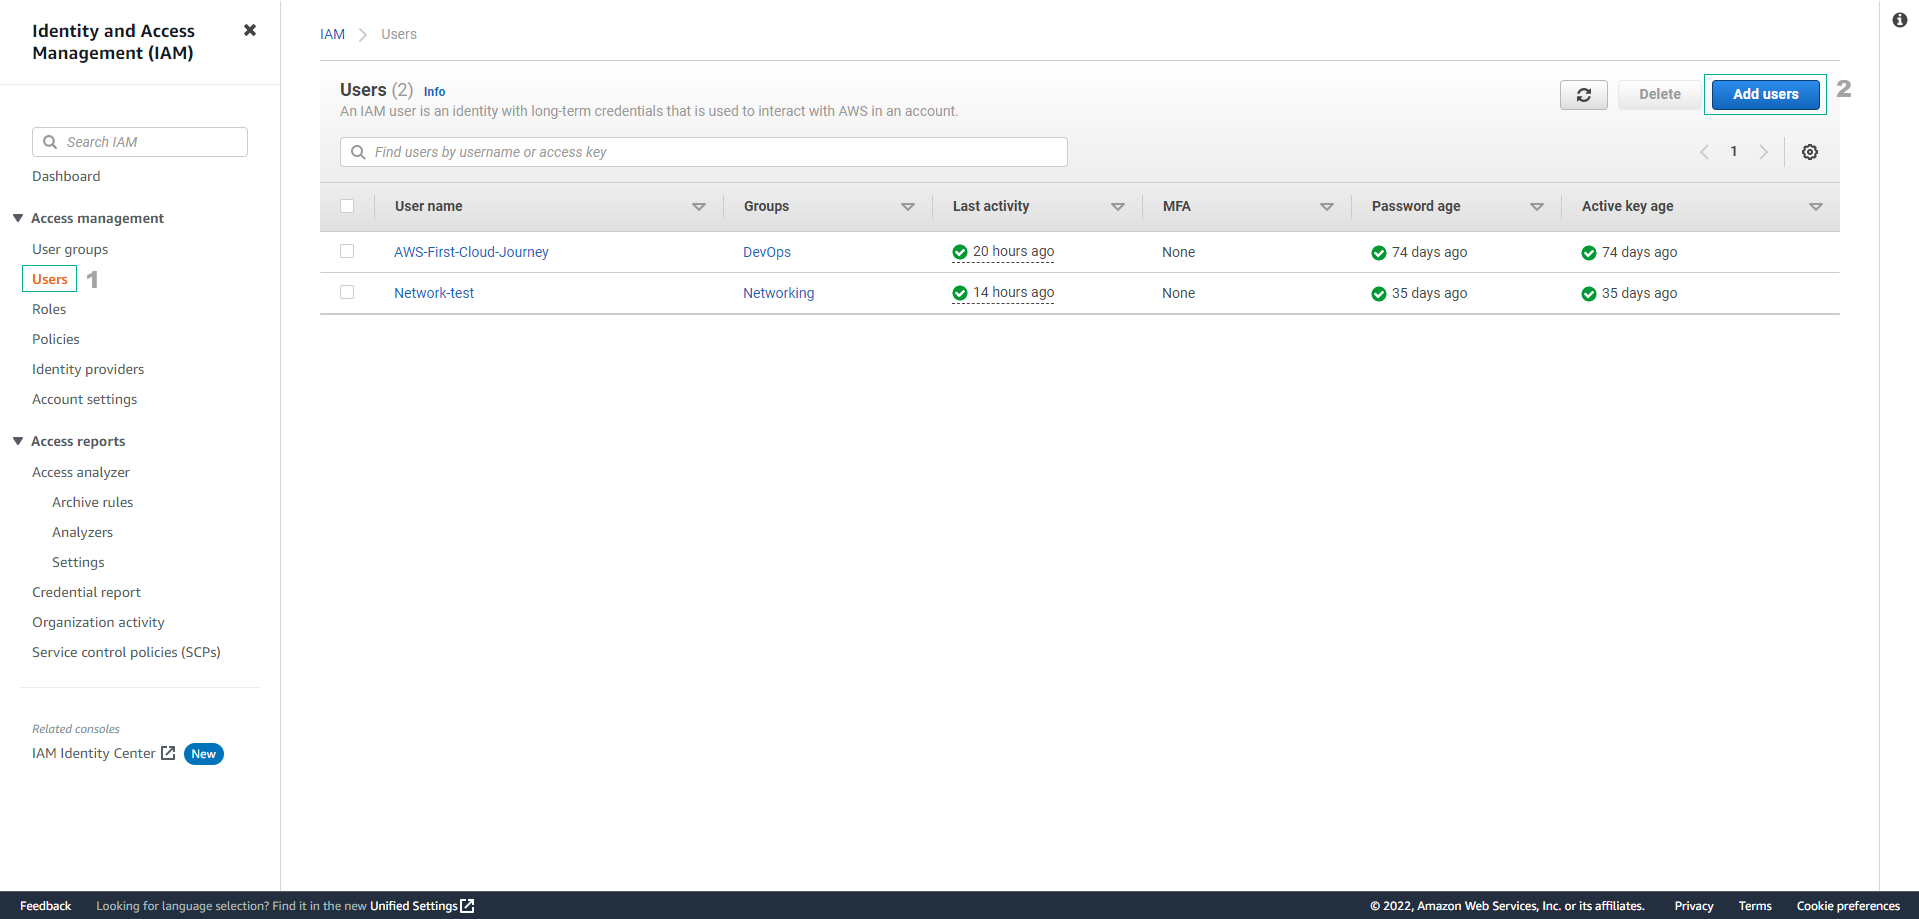 Identity and Access
Management (IAM)
Search IAM
Dashboard
Access management
User groups
Users 1
Roles
Policies
Identity providers
Account settings
Access reports
Access analyzer
Archive rules
Analyzers
Settings
Credential report
Organization activity
Service control policies (SCPs)
Related consoles
IAM Identity Center New
IAM Users
Users (2) Info
An IAM user is an identity with long-term credentials that is used to interact with AWS in an account.
Delete Add users 2
Find users by username or access key
1
User name Groups Last activity MFA Password age Active key age
AWS-First-Cloud-Journey DevOps 20 hours ago None 74 days ago 74 days ago
Network-test Networking 14 hours ago None 35 days ago 35 days ago
Feedback Looking for language selection? Find it in the new Unified Settings © 2022, Amazon Web Services, Inc. or its affiliates. Privacy Terms Cookie preferences